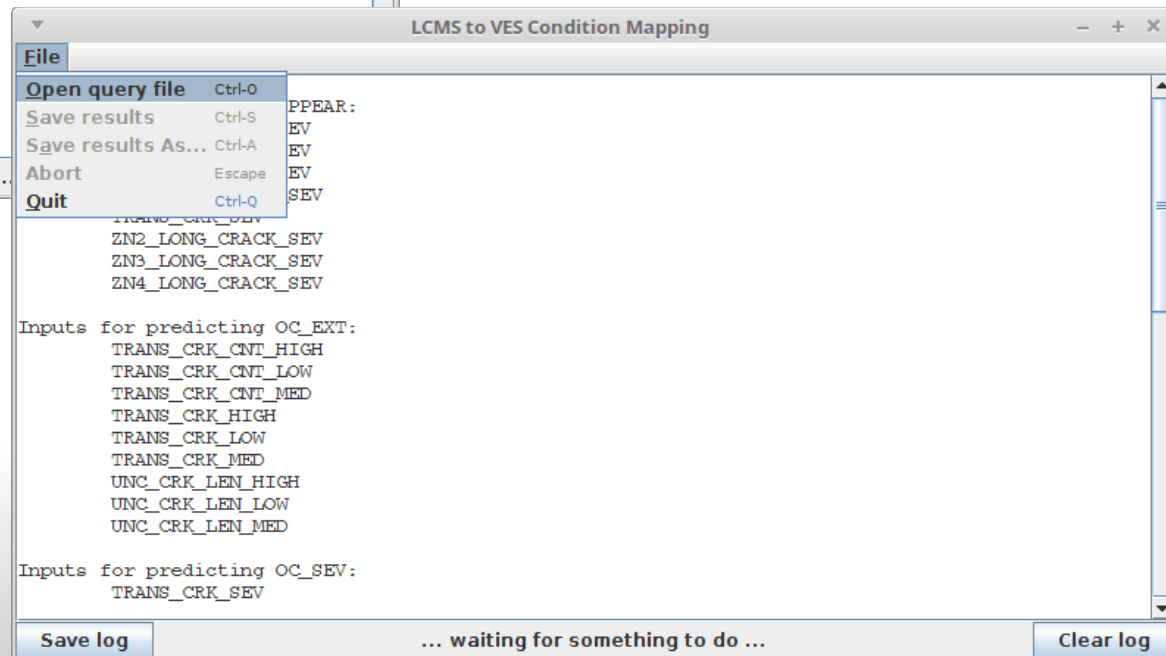 LCMS to VES Condition Mapping
File
Open query file Ctrl-O
Save results Ctrl-S
Save results As... Ctrl-A
Abort Escape
Quit Ctrl-Q
PPEAR:
EV
EV
EV
_SEV
TRANS_CRK_SEV
ZN2_LONG_CRACK_SEV
ZN3_LONG_CRACK_SEV
ZN4_LONG_CRACK_SEV
Inputs for predicting OC_EXT:
TRANS_CRK_CNT_HIGH
TRANS_CRK_CNT_LOW
TRANS_CRK_CNT_MED
TRANS_CRK_HIGH
TRANS_CRK_LOW
TRANS_CRK_MED
UNC_CRK_LEN_HIGH
UNC_CRK_LEN_LOW
UNC_CRK_LEN_MED
Inputs for predicting OC_SEV:
TRANS_CRK_SEV
Save log ... waiting for something to do ... Clear log